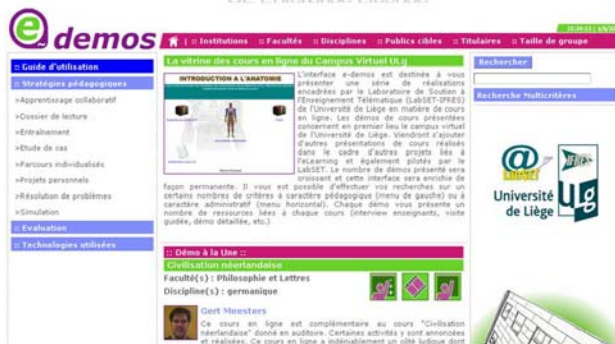 e-demos
:: Institutions :: Facultés :: Disciplines :: Publics cibles :: Titulaires :: Taille de groupe
:: Guide d'utilisation
:: Stratégies pédagogiques
>Apprentissage collaboratif
>Dossier de lecture
>Entraînement
>Etude de cas
>Parcours individualisés
>Projets personnels
>Résolution de problèmes
>Simulation
:: Evaluation
:: Technologies utilisées
La vitrine des cours en ligne du Campus Virtuel ULg
INTRODUCTION A L'ANATOMIE
L'interface e-demos est destinée à vous
présenter une série de réalisations
encadrées par le Laboratoire de Soutien à
l'Enseignement Télématique (LabSET-IFRES)
de l'Université de Liège en matière de cours
en ligne. Les démos de cours présentées
concernent en premier lieu le campus virtuel
de l'Université de Liège. Viendront s'ajouter
d'autres présentations de cours réalisés
dans le cadre d'autres projets liés à
l'eLearning et également pilotés par le
LabSET. Le nombre de démos présenté sera
croissant et cette interface sera enrichie de
façon permanente. Il vous est possible d'effectuer vos recherches sur un
certains nombre de critères à caractère pédagogique (menu de gauche) ou à
caractère administratif (menu horizontal). Chaque démo vous présente un
nombre de ressources liées à chaque cours (interview enseignants, visite
guidée, démo détaillée, etc.)
:: Démo à la Une ::
Civilisation néerlandaise
Faculté(s) : Philosophie et Lettres
Discipline(s) : germanique
Gert Meesters
Ce cours en ligne est complémentaire au cours "Civilisation
néerlandaise" donné en auditoire. Certaines activités y sont annoncées
et réalisées. Ce cours en ligne a indéniablement un côté ludique dont
Rechercher
Recherche Multicritères
@
LabSET
IFRES
Université
de Liège
Ulg